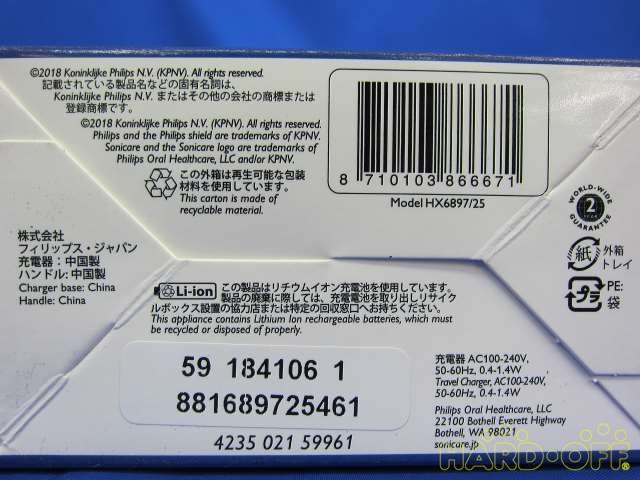 ©2018 Koninklijke Philips N.V. (KPNV). All rights reserved.
記載されている製品名などの固有名詞は、
Koninklijke Philips N.V. またはその他の会社の商標または
登録商標です。
©2018 Koninklijke Philips N.V. (KPNV). All rights reserved.
Philips and the Philips shield are trademarks of KPNV.
Sonicare and the Sonicare logo are trademarks of
Philips Oral Healthcare, LLC and/or KPNV.
この外箱は再生可能な包装
材料を使用しています。
This carton is made of
recyclable material.
8 710103 866671
Model HX6897/25
WORLD-WIDE
2
YEAR
GUARANTEE
株式会社
フィリップス・ジャパン
充電器：中国製
ハンドル：中国製
Charger base: China
Handle: China
紙
外箱
トレイ
プラ
PE:
袋
Li-ion
この製品はリチウムイオン充電池を使用しています。
製品の廃棄に際しては、充電池を取り出しリサイク
ルボックス設置の協力店または特定の回収窓口へお持ちください。
This appliance contains Lithium Ion rechargeable batteries, which must
be recycled or disposed of properly.
59 184106 1
881689725461
4235 021 59961
充電器 AC100-240V,
50-60Hz, 0.4-1.4W
Travel Charger, AC100-240V,
50-60Hz, 0.4-1.4W
Philips Oral Healthcare, LLC
22100 Bothell Everett Highway
Bothell, WA 98021
sonicare.jp
HARD-OFF